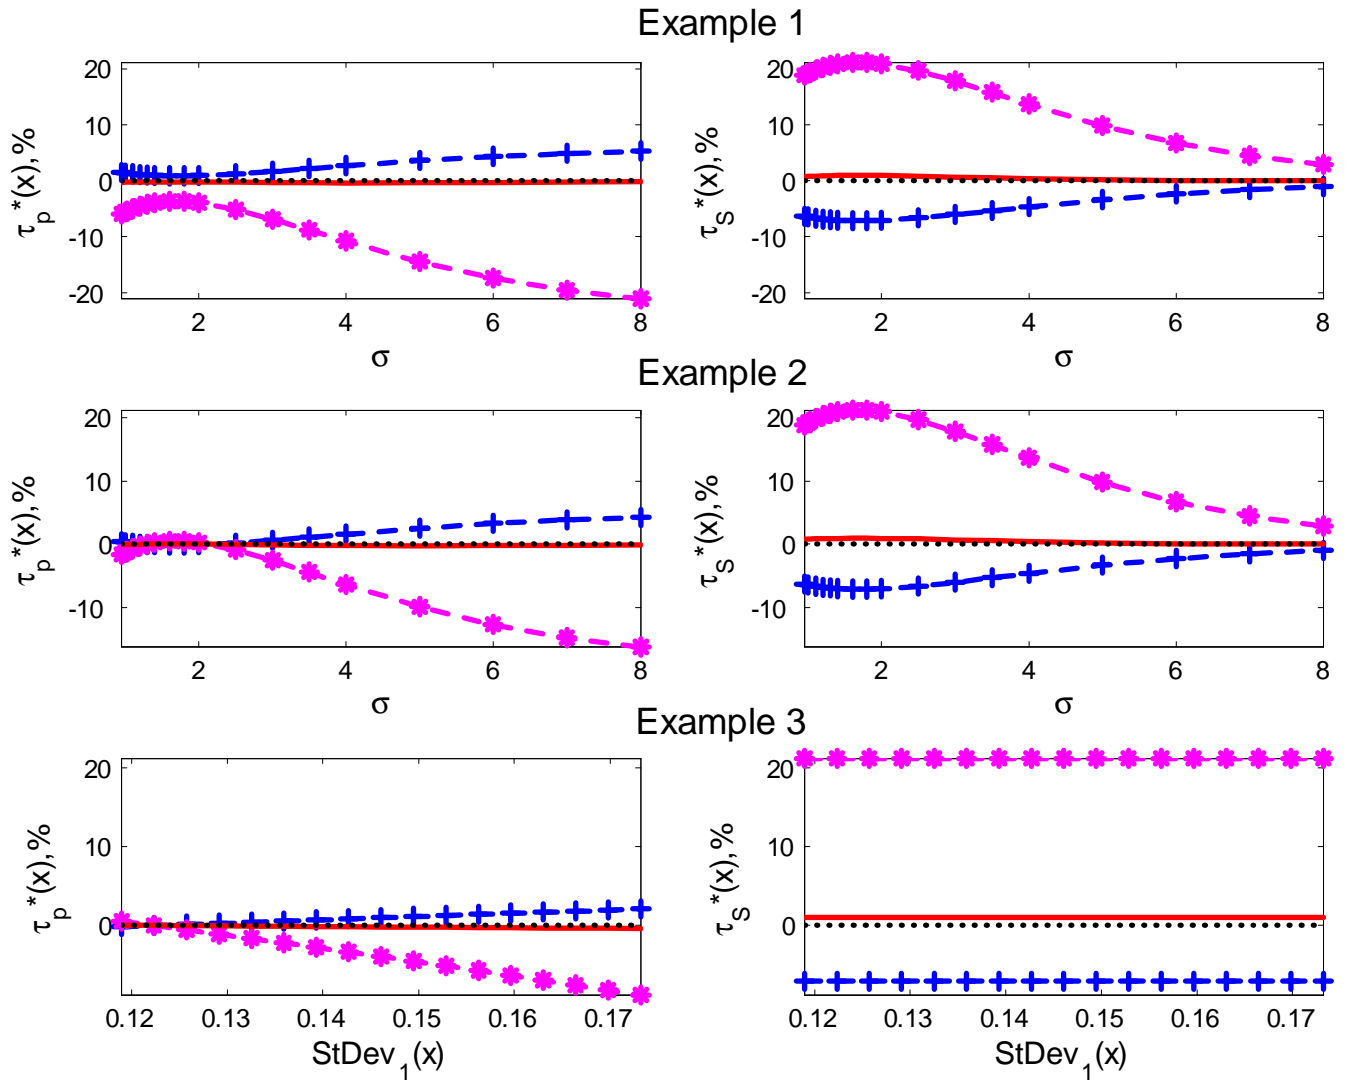 Example 1
τp*(x),%
20
10
0
-10
-20
2 4 6 8
σ
τS*(x),%
20
10
0
-10
-20
2 4 6 8
σ
Example 2
τp*(x),%
20
10
0
-10
2 4 6 8
σ
τS*(x),%
20
10
0
-10
2 4 6 8
σ
Example 3
τp*(x),%
20
10
0
0.12 0.13 0.14 0.15 0.16 0.17
StDev1(x)
τS*(x),%
20
10
0
0.12 0.13 0.14 0.15 0.16 0.17
StDev1(x)